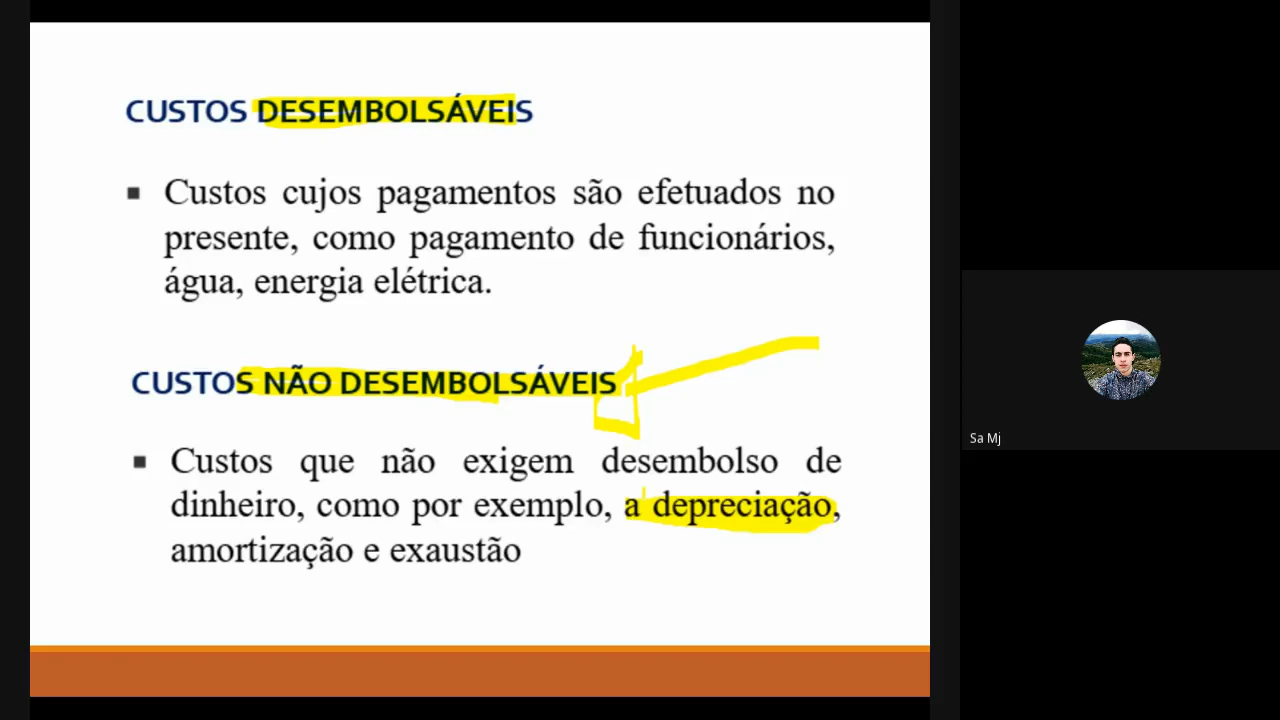 CUSTOS DESEMBOLSÁVEIS
▪ Custos cujos pagamentos são efetuados no
presente, como pagamento de funcionários,
água, energia elétrica.
CUSTOS NÃO DESEMBOLSÁVEIS
▪ Custos que não exigem desembolso de
dinheiro, como por exemplo, a depreciação,
amortização e exaustão
Sa Mj